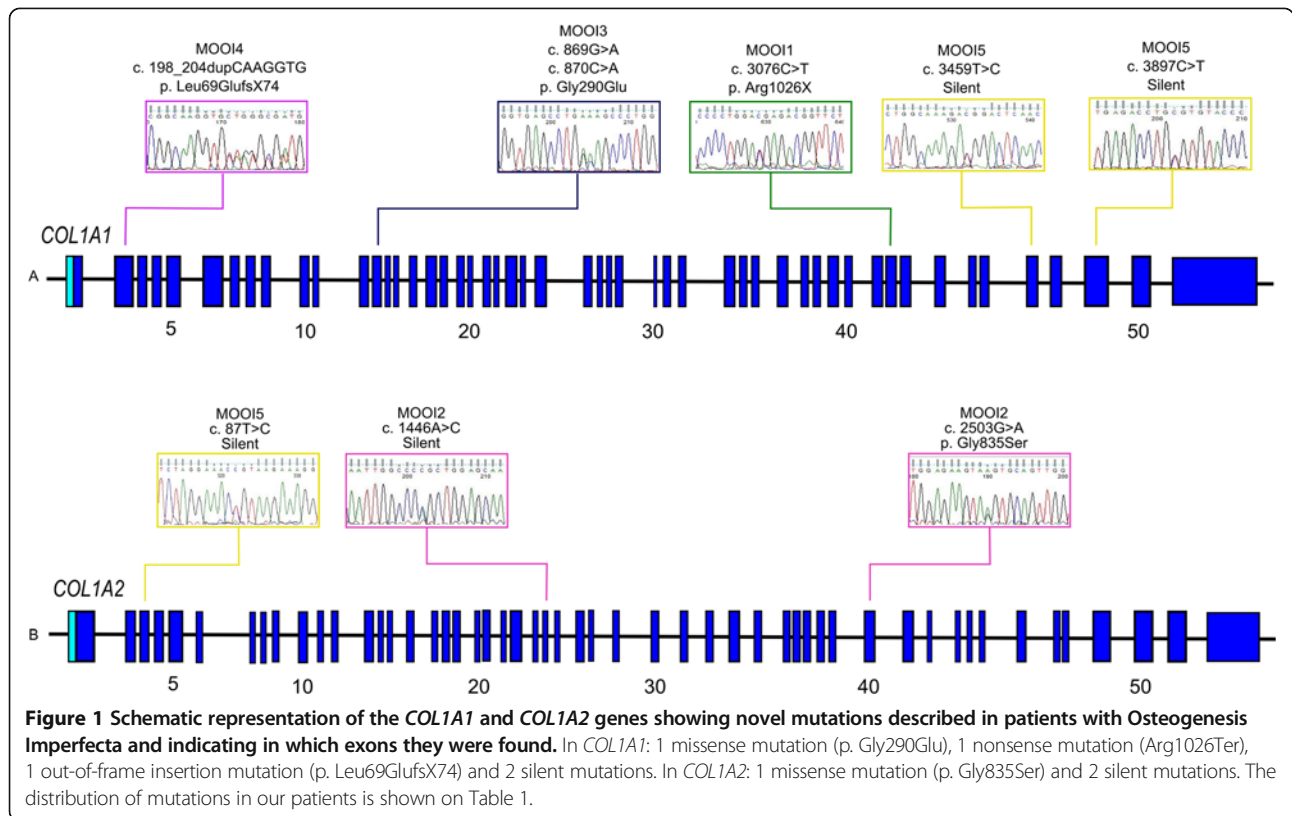 MOOI4
c. 198_204dupCAAGGTG
p. Leu69GlufsX74
MOOI3
c. 869G>A
c. 870C>A
p. Gly290Glu
MOOI1
c. 3076C>T
p. Arg1026X
MOOI5
c. 3459T>C
Silent
MOOI5
c. 3897C>T
Silent
COL1A1
A
5 10 20 30 40 50
MOOI5
c. 87T>C
Silent
MOOI2
c. 1446A>C
Silent
MOOI2
c. 2503G>A
p. Gly835Ser
COL1A2
B
5 10 20 30 40 50
Figure 1 Schematic representation of the COL1A1 and COL1A2 genes showing novel mutations described in patients with Osteogenesis
Imperfecta and indicating in which exons they were found. In COL1A1: 1 missense mutation (p. Gly290Glu), 1 nonsense mutation (Arg1026Ter),
1 out-of-frame insertion mutation (p. Leu69GlufsX74) and 2 silent mutations. In COL1A2: 1 missense mutation (p. Gly835Ser) and 2 silent mutations. The
distribution of mutations in our patients is shown on Table 1.